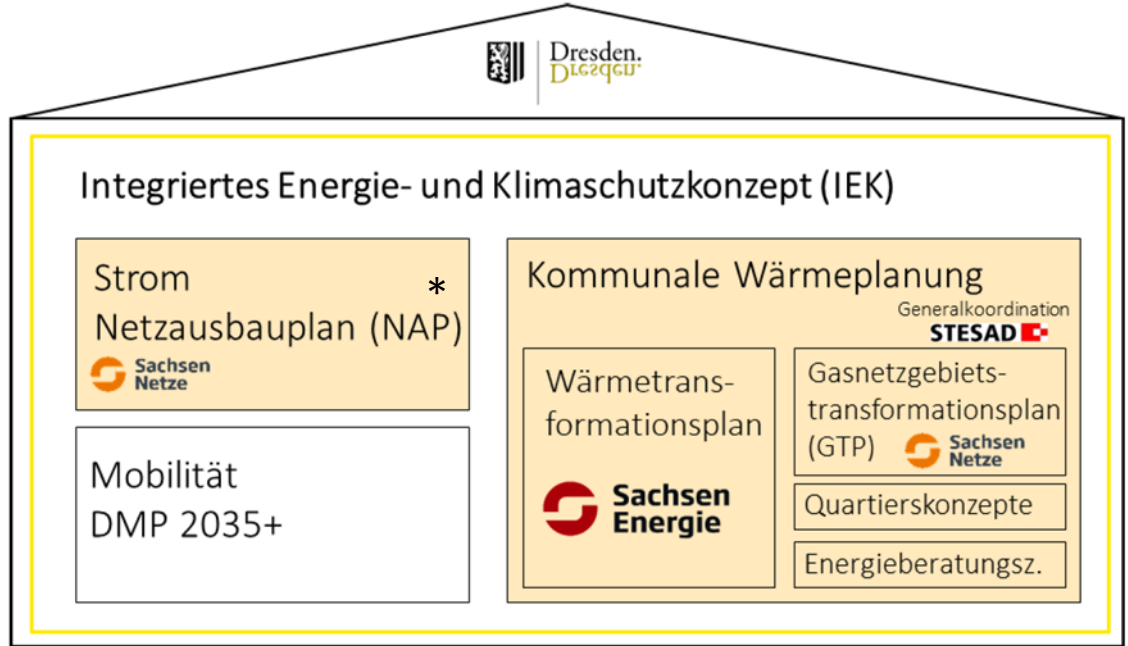 Dresden.
Dresden.
Integriertes Energie- und Klimaschutzkonzept (IEK)
Strom *
Netzausbauplan (NAP)
Sachsen
Netze
Mobilität
DMP 2035+
Kommunale Wärmeplanung
Generalkoordination
STESAD
Wärmetrans-
formationsplan
Sachsen
Energie
Gasnetzgebiets-
transformationsplan
(GTP)
Sachsen
Netze
Quartierskonzepte
Energieberatungsz.